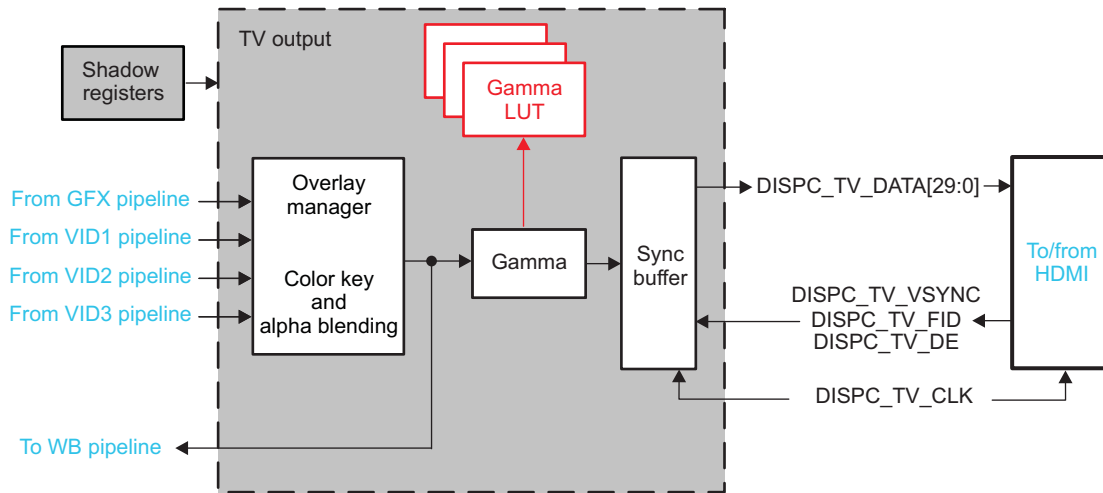 TV output
Shadow
registers
Gamma
LUT
From GFX pipeline
From VID1 pipeline
From VID2 pipeline
From VID3 pipeline
Overlay
manager
Color key
and
alpha blending
Gamma
Sync
buffer
DISPC_TV_DATA[29:0]
DISPC_TV_VSYNC
DISPC_TV_FID
DISPC_TV_DE
DISPC_TV_CLK
To/from
HDMI
To WB pipeline